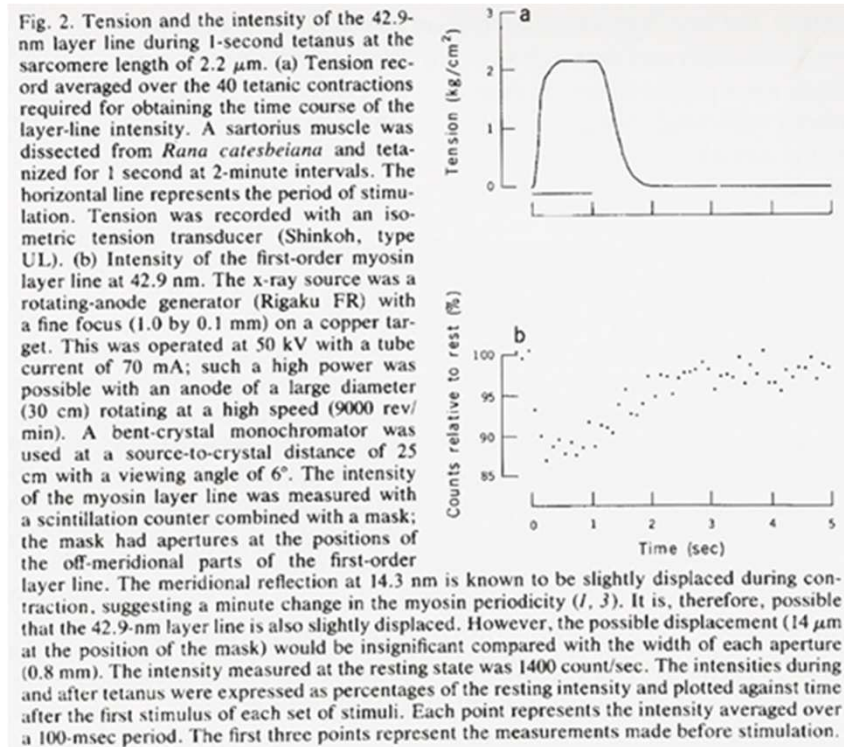 Fig. 2. Tension and the intensity of the 42.9-
nm layer line during 1-second tetanus at the
sarcomere length of 2.2 μm. (a) Tension rec-
ord averaged over the 40 tetanic contractions
required for obtaining the time course of the
layer-line intensity. A sartorius muscle was
dissected from Rana catesbeiana and teta-
nized for 1 second at 2-minute intervals. The
horizontal line represents the period of stimu-
lation. Tension was recorded with an iso-
metric tension transducer (Shinkoh, type
UL). (b) Intensity of the first-order myosin
layer line at 42.9 nm. The x-ray source was a
rotating-anode generator (Rigaku FR) with
a fine focus (1.0 by 0.1 mm) on a copper tar-
get. This was operated at 50 kV with a tube
current of 70 mA; such a high power was
possible with an anode of a large diameter
(30 cm) rotating at a high speed (9000 rev/
min). A bent-crystal monochromator was
used at a source-to-crystal distance of 25
cm with a viewing angle of 6°. The intensity
of the myosin layer line was measured with
a scintillation counter combined with a mask;
the mask had apertures at the positions of
the off-meridional parts of the first-order
layer line. The meridional reflection at 14.3 nm is known to be slightly displaced during con-
traction, suggesting a minute change in the myosin periodicity (1, 3). It is, therefore, possible
that the 42.9-nm layer line is also slightly displaced. However, the possible displacement (14 μm
at the position of the mask) would be insignificant compared with the width of each aperture
(0.8 mm). The intensity measured at the resting state was 1400 count/sec. The intensities during
and after tetanus were expressed as percentages of the resting intensity and plotted against time
after the first stimulus of each set of stimuli. Each point represents the intensity averaged over
a 100-msec period. The first three points represent the measurements made before stimulation.
a
Tension (kg/cm²)
3
2
1
0
b
Counts relative to rest (%)
100
95
90
85
0 1 2 3 4 5
Time (sec)